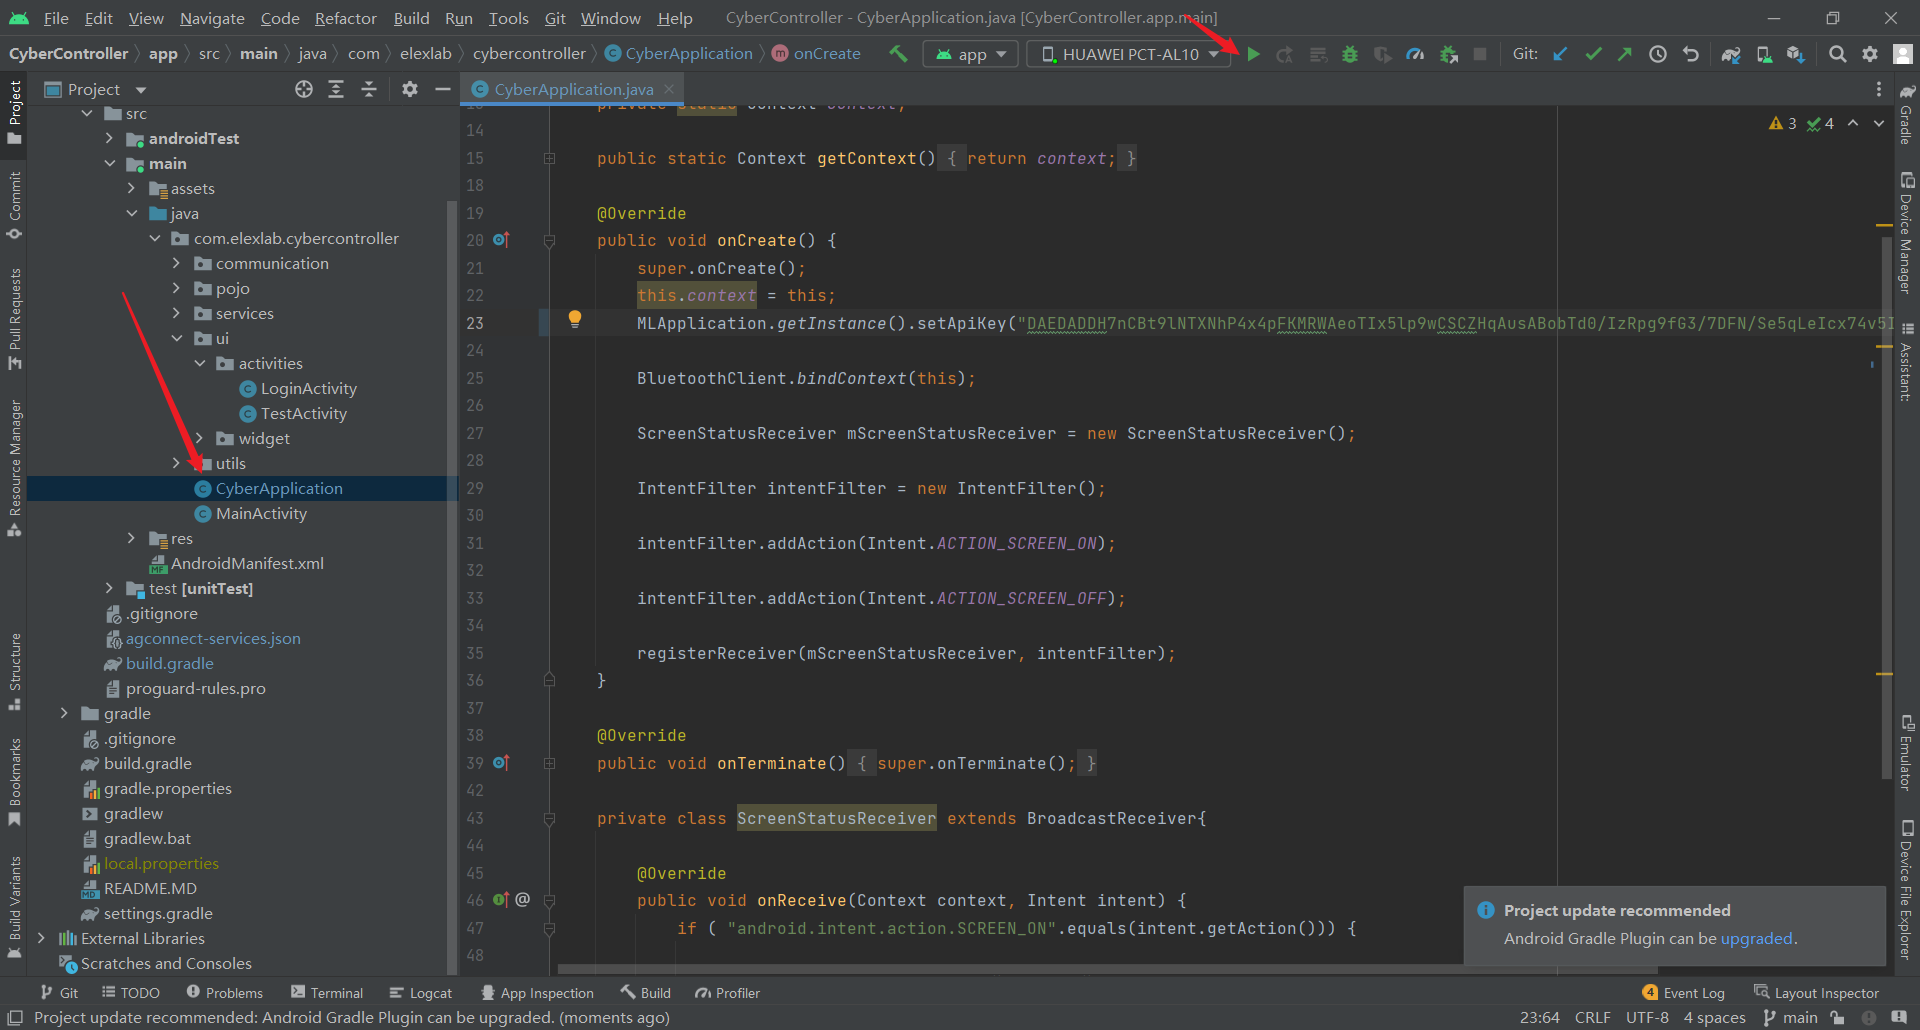 File Edit View Navigate Code Refactor Build Run Tools Git Window Help CyberController - CyberApplication.java [CyberController.app.main]
CyberController app src main java com elexlab cybercontroller CyberApplication onCreate app HUAWEI PCT-AL10 Git:
Project
CyberApplication.java
src
androidTest
main
assets
java
com.elexlab.cybercontroller
communication
pojo
services
ui
activities
LoginActivity
TestActivity
widget
utils
CyberApplication
MainActivity
res
AndroidManifest.xml
test [unitTest]
.gitignore
agconnect-services.json
build.gradle
proguard-rules.pro
gradle
.gitignore
build.gradle
gradle.properties
gradlew
gradlew.bat
local.properties
README.MD
settings.gradle
External Libraries
Scratches and Consoles
3 4
14
15 public static Context getContext() { return context; }
18
19 @Override
20 public void onCreate() {
21 super.onCreate();
22 this.context = this;
23 MLApplication.getInstance().setApiKey("DAEDADDH7nCBt9lNTXNhP4x4pFKMRWAeoTIx5lp9wCSCZHqAusABobTd0/IzRpg9fG3/7DFN/Se5qLeIcx74v5I
24
25 BluetoothClient.bindContext(this);
26
27 ScreenStatusReceiver mScreenStatusReceiver = new ScreenStatusReceiver();
28
29 IntentFilter intentFilter = new IntentFilter();
30
31 intentFilter.addAction(Intent.ACTION_SCREEN_ON);
32
33 intentFilter.addAction(Intent.ACTION_SCREEN_OFF);
34
35 registerReceiver(mScreenStatusReceiver, intentFilter);
36 }
37
38 @Override
39 public void onTerminate() { super.onTerminate(); }
42
43 private class ScreenStatusReceiver extends BroadcastReceiver{
44
45 @Override
46 public void onReceive(Context context, Intent intent) {
47 if ( "android.intent.action.SCREEN_ON".equals(intent.getAction())) {
48
Project update recommended
Android Gradle Plugin can be upgraded.
Project
Commit
Pull Requests
Resource Manager
Structure
Bookmarks
Build Variants
Gradle
Device Manager
Assistant:
Emulator
Device File Explorer
Git TODO Problems Terminal Logcat App Inspection Build Profiler 4 Event Log Layout Inspector
Project update recommended: Android Gradle Plugin can be upgraded. (moments ago) 23:64 CRLF UTF-8 4 spaces main